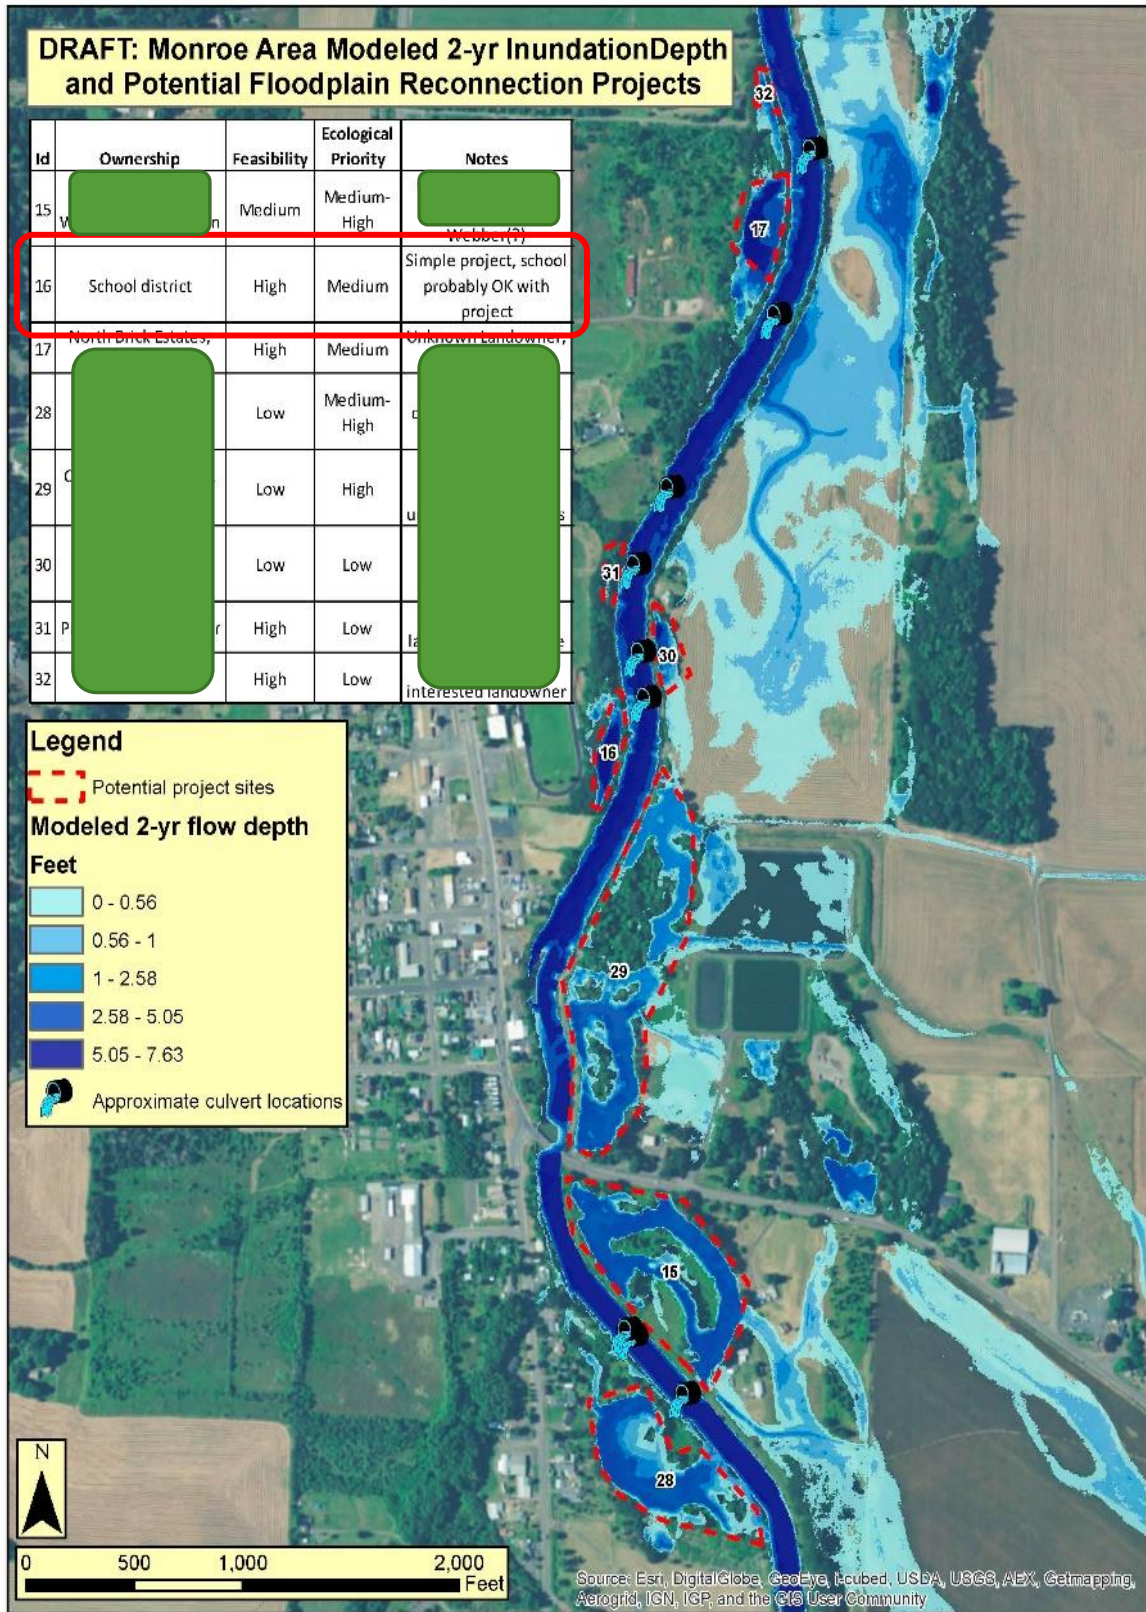 DRAFT: Monroe Area Modeled 2-yr InundationDepth
and Potential Floodplain Reconnection Projects
Id Ownership Feasibility Ecological Priority Notes
15 Medium Medium-High Webber(?)
16 School district High Medium Simple project, school probably OK with project
17 North Brick Estates, High Medium Unknown Landowner,
28 Low Medium-High
29 Low High
30 Low Low
31 High Low
32 High Low interested landowner
Legend
Potential project sites
Modeled 2-yr flow depth
Feet
0 - 0.56
0.56 - 1
1 - 2.58
2.58 - 5.05
5.05 - 7.63
Approximate culvert locations
32
17
31
30
16
29
15
28
N
0 500 1,000 2,000
Feet
Source: Esri, DigitalGlobe, GeoEye, i-cubed, USDA, USGS, AEX, Getmapping,
Aerogrid, IGN, IGP, and the GIS User Community